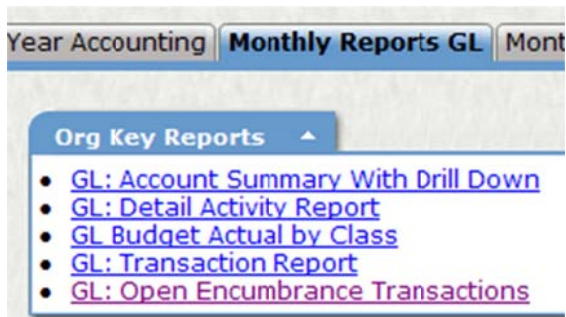 Year Accounting Monthly Reports GL Mont
Org Key Reports
GL: Account Summary With Drill Down
GL: Detail Activity Report
GL Budget Actual by Class
GL: Transaction Report
GL: Open Encumbrance Transactions